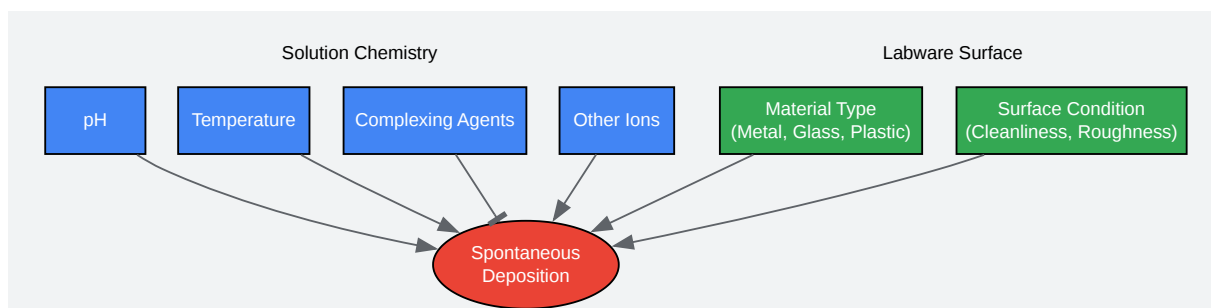 Solution Chemistry
Labware Surface
pH
Temperature
Complexing Agents
Other Ions
Material Type
(Metal, Glass, Plastic)
Surface Condition
(Cleanliness, Roughness)
Spontaneous
Deposition